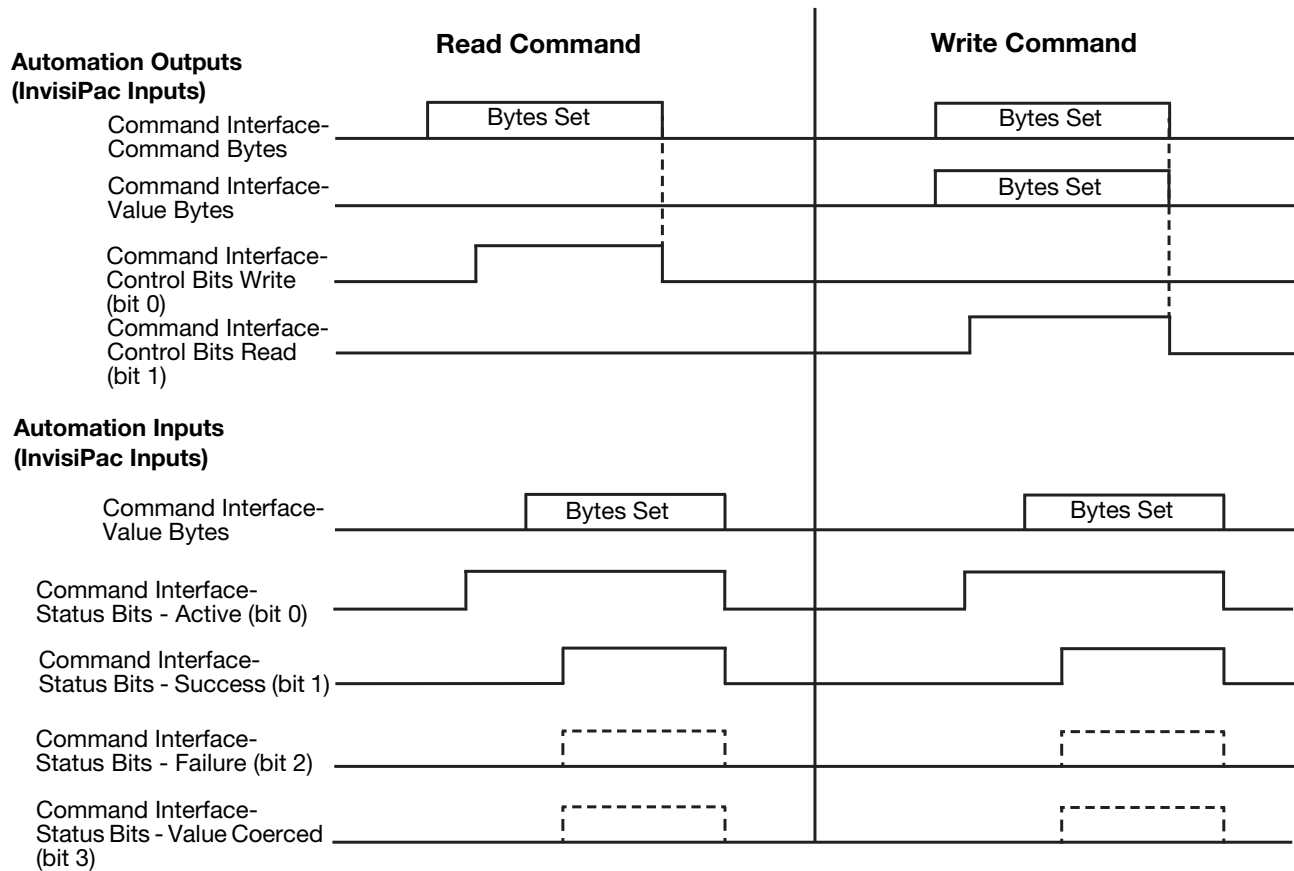 Read Command
Write Command
Automation Outputs
(InvisiPac Inputs)
Command Interface-
Command Bytes
Bytes Set
Bytes Set
Command Interface-
Value Bytes
Bytes Set
Command Interface-
Control Bits Write
(bit 0)
Command Interface-
Control Bits Read
(bit 1)
Automation Inputs
(InvisiPac Inputs)
Command Interface-
Value Bytes
Bytes Set
Bytes Set
Command Interface-
Status Bits - Active (bit 0)
Command Interface-
Status Bits - Success (bit 1)
Command Interface-
Status Bits - Failure (bit 2)
Command Interface-
Status Bits - Value Coerced
(bit 3)